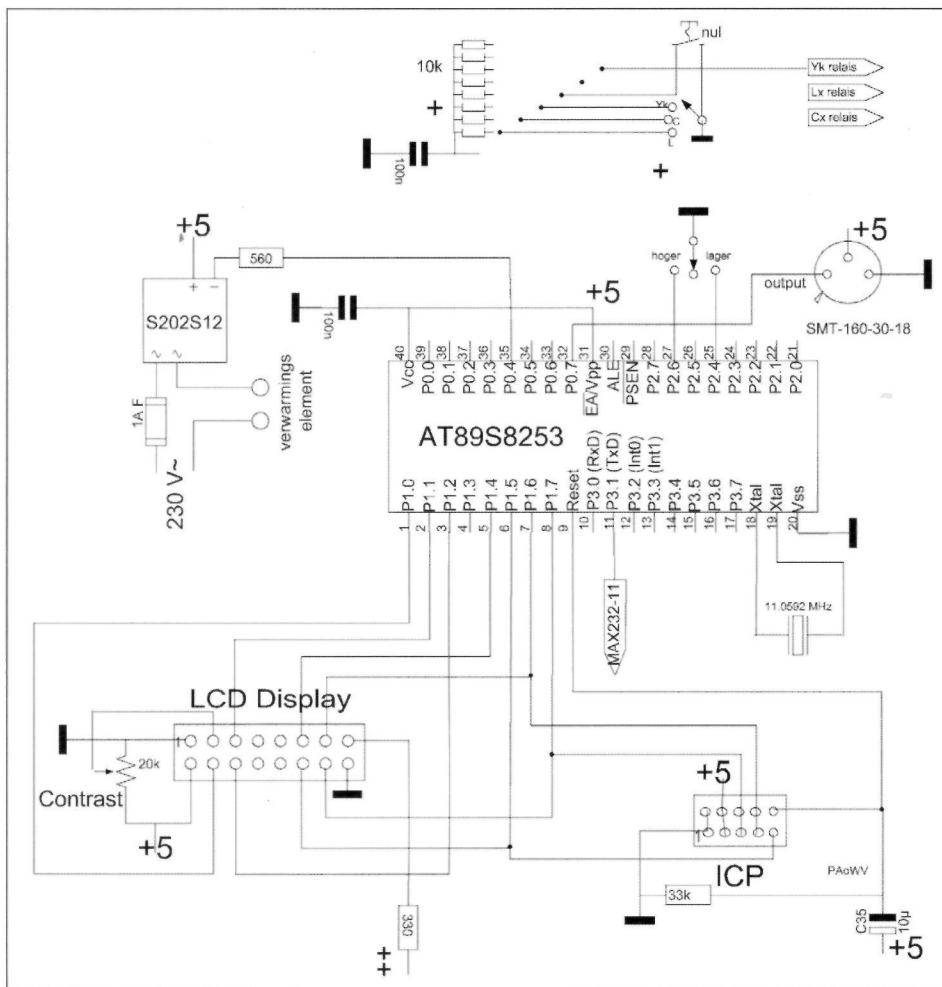 nul
10k
Yk relais
Lx relais
Cx relais
+
Yk
C
L
100n
+
+5
560
hoger
lager
+5
output
SMT-160-30-18
+ -
S202S12
~ ~
100n
+5
1A F
verwarmings
element
230 V~
40 39 38 37 36 35 34 33 32 31 30 29 28 27 26 25 24 23 22 21
Vcc P0.0 P0.1 P0.2 P0.3 P0.4 P0.5 P0.6 P0.7 EA/Vpp ALE PSEN P2.7 P2.6 P2.5 P2.4 P2.3 P2.2 P2.1 P2.0
AT89S8253
P1.0 P1.1 P1.2 P1.3 P1.4 P1.5 P1.6 P1.7 Reset P3.0 (RxD) P3.1 (TxD) P3.2 (Int0) P3.3 (Int1) P3.4 P3.5 P3.6 P3.7 Xtal Xtal Vss
1 2 3 4 5 6 7 8 9 10 11 12 13 14 15 16 17 18 19 20
MAX232-11
11.0592 MHz
LCD Display
1
20k
Contrast
+5
+5
1
ICP
PAoWV
33k
330
++
C35
10µ
+5